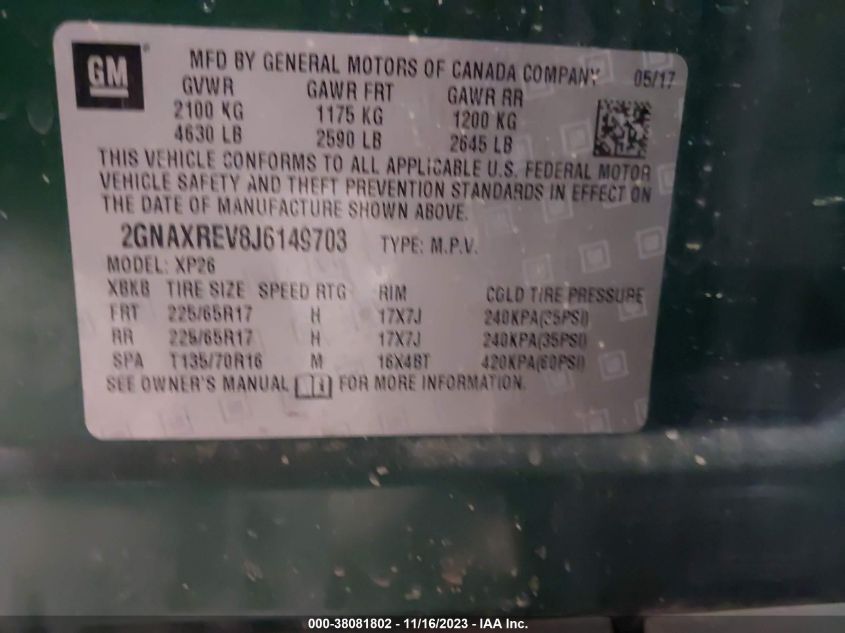 GM
MFD BY GENERAL MOTORS OF CANADA COMPANY 05/17
GVWR GAWR FRT GAWR RR
2100 KG 1175 KG 1200 KG
4630 LB 2590 LB 2645 LB
THIS VEHICLE CONFORMS TO ALL APPLICABLE U.S. FEDERAL MOTOR
VEHICLE SAFETY AND THEFT PREVENTION STANDARDS IN EFFECT ON
THE DATE OF MANUFACTURE SHOWN ABOVE.
2GNAXREV8J6149703 TYPE: M.P.V.
MODEL: XP26
XBKB TIRE SIZE SPEED RTG RIM COLD TIRE PRESSURE
FRT 225/65R17 H 17X7J 240KPA(35PSI)
RR 225/65R17 H 17X7J 240KPA(35PSI)
SPA T135/70R16 M 16X4BT 420KPA(60PSI)
SEE OWNER'S MANUAL FOR MORE INFORMATION.
000-38081802 - 11/16/2023 - IAA Inc.